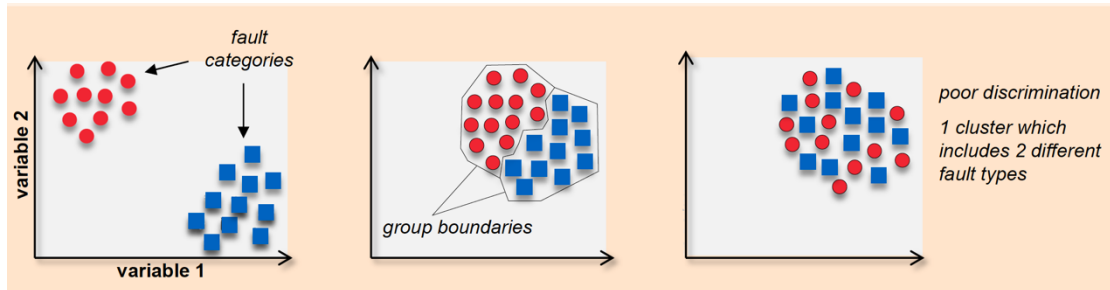 fault
categories
variable 2
variable 1
group boundaries
poor discrimination
1 cluster which
includes 2 different
fault types